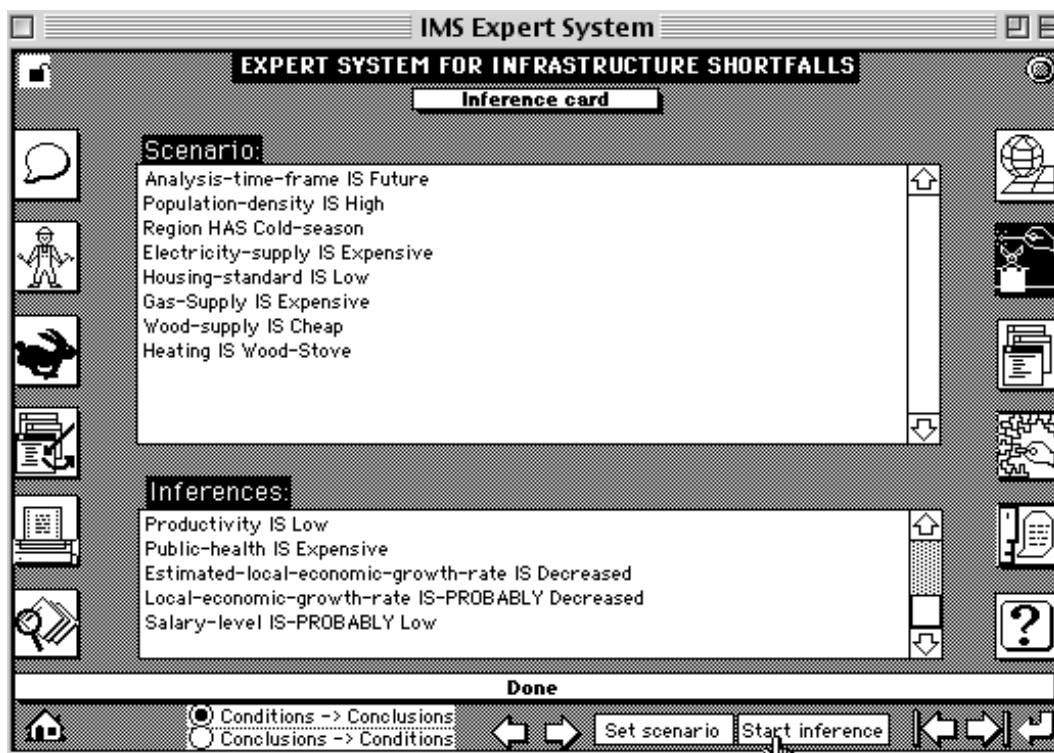 IMS Expert System
EXPERT SYSTEM FOR INFRASTRUCTURE SHORTFALLS
Inference card
Scenario:
Analysis-time-frame IS Future
Population-density IS High
Region HAS Cold-season
Electricity-supply IS Expensive
Housing-standard IS Low
Gas-Supply IS Expensive
Wood-supply IS Cheap
Heating IS Wood-Stove
Inferences:
Productivity IS Low
Public-health IS Expensive
Estimated-local-economic-growth-rate IS Decreased
Local-economic-growth-rate IS-PROBABLY Decreased
Salary-level IS-PROBABLY Low
?
Done
Conditions -> Conclusions
Conclusions -> Conditions
Set scenario
Start inference